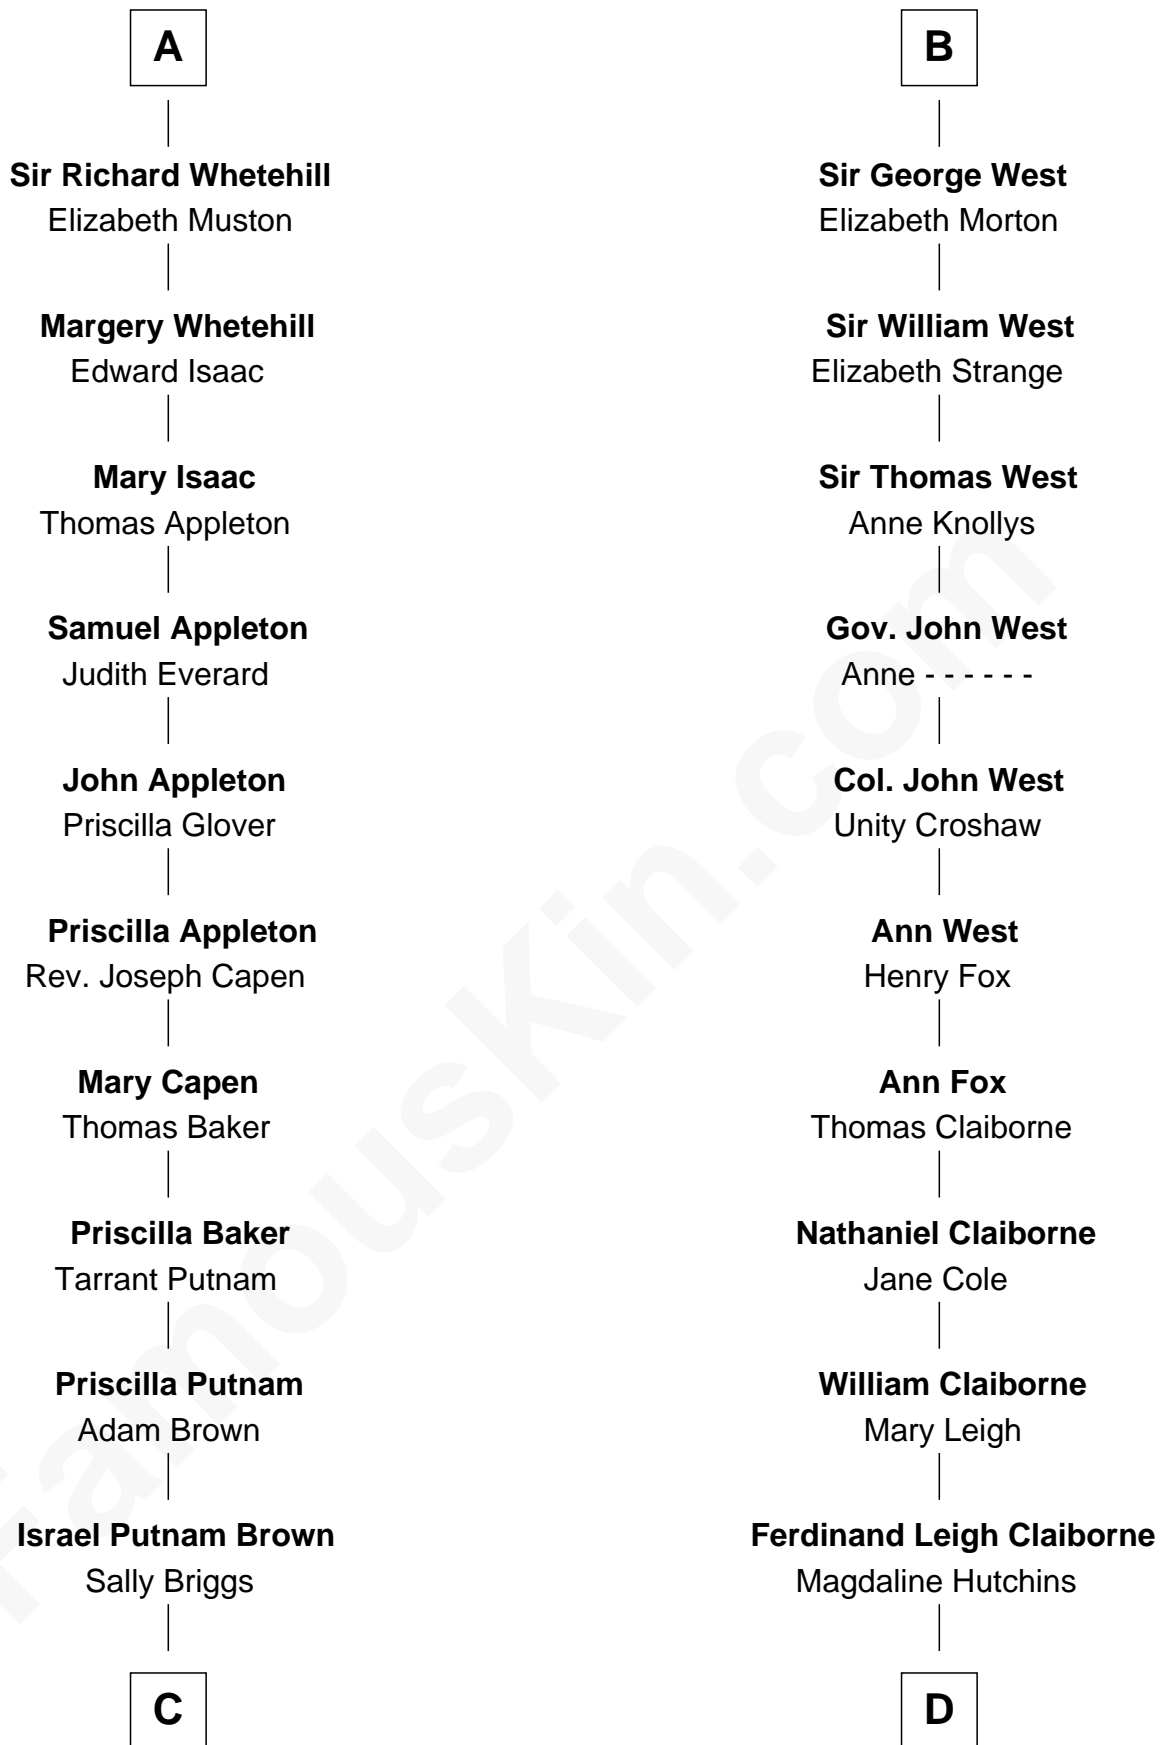 A
Sir Richard Whetehill
Elizabeth Muston
Margery Whetehill
Edward Isaac
Mary Isaac
Thomas Appleton
Samuel Appleton
Judith Everard
John Appleton
Priscilla Glover
Priscilla Appleton
Rev. Joseph Capen
Mary Capen
Thomas Baker
Priscilla Baker
Tarrant Putnam
Priscilla Putnam
Adam Brown
Israel Putnam Brown
Sally Briggs
C
B
Sir George West
Elizabeth Morton
Sir William West
Elizabeth Strange
Sir Thomas West
Anne Knollys
Gov. John West
Anne - - - - - -
Col. John West
Unity Croshaw
Ann West
Henry Fox
Ann Fox
Thomas Claiborne
Nathaniel Claiborne
Jane Cole
William Claiborne
Mary Leigh
Ferdinand Leigh Claiborne
Magdaline Hutchins
D
FamousKin.com